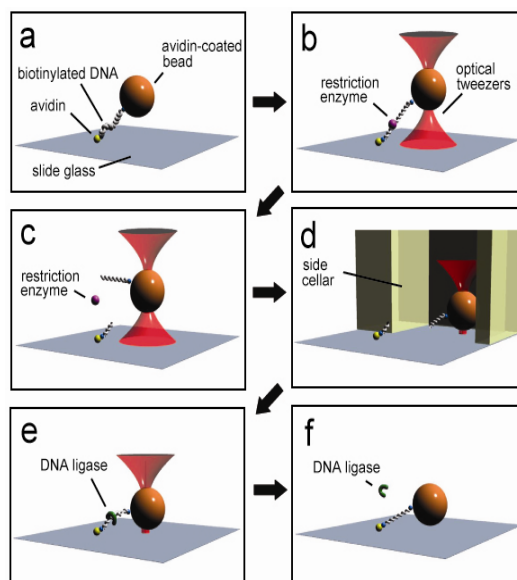 a
avidin-coated
bead
biotinylated DNA
avidin
slide glass
b
restriction
enzyme
optical
tweezers
c
restriction
enzyme
d
side
cellar
e
DNA ligase
f
DNA ligase